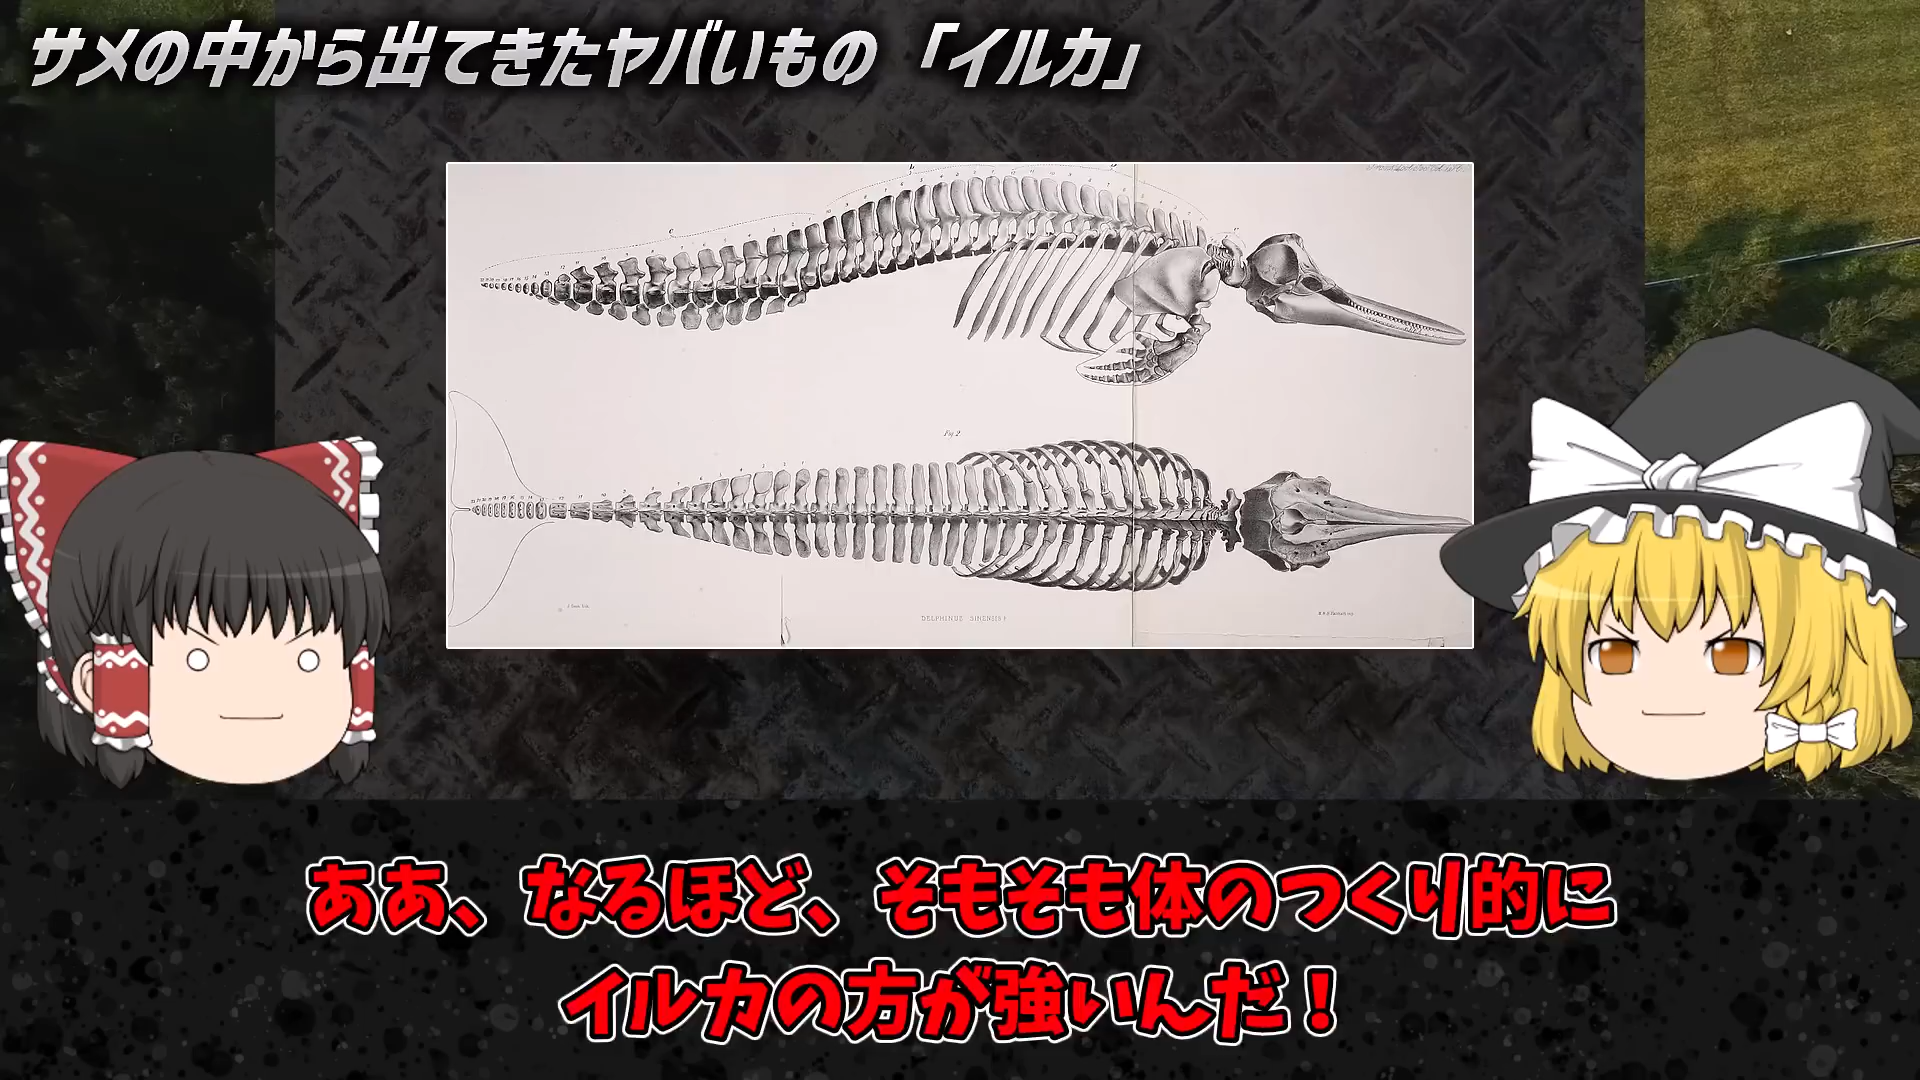 サメの中から出てきたヤバいもの「イルカ」
Fig 2.
DELPHINUS SINENSIS?
ああ、なるほど、そもそも体のつくり的に
イルカの方が強いんだ！